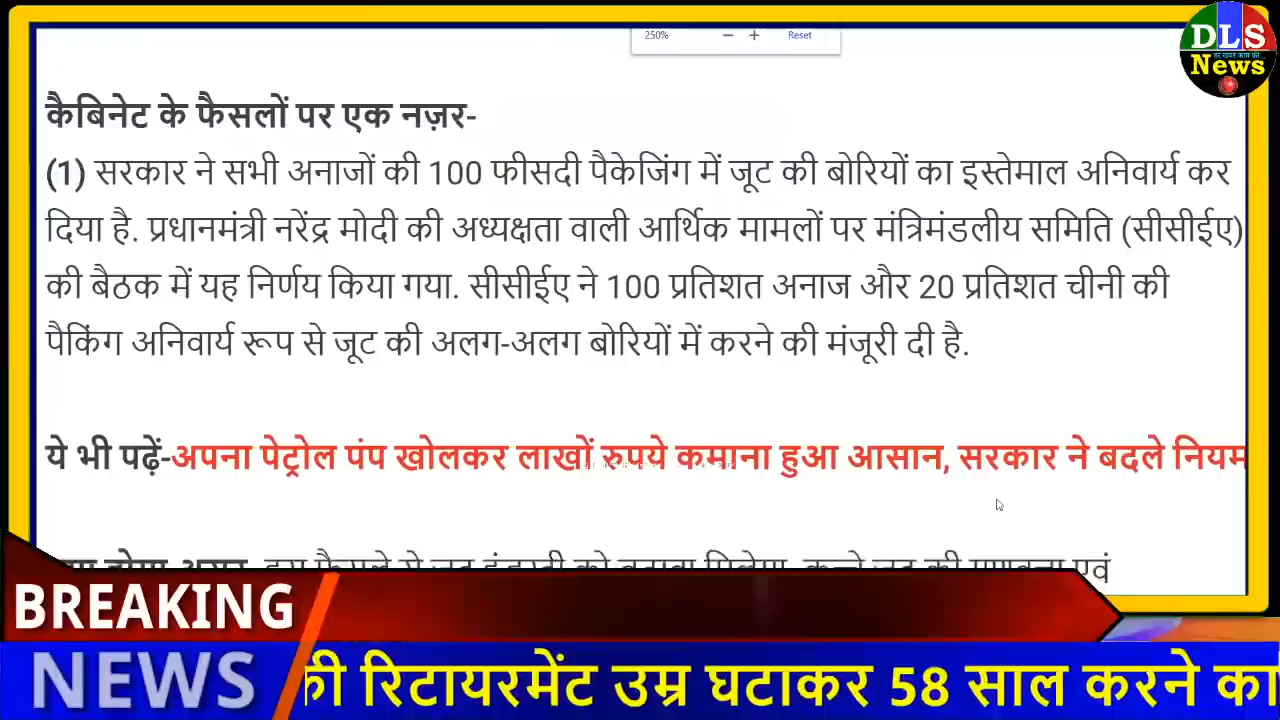 250%
Reset
DLS
News
कैबिनेट के फैसलों पर एक नज़र-
(1) सरकार ने सभी अनाजों की 100 फीसदी पैकेजिंग में जूट की बोरियों का इस्तेमाल अनिवार्य कर
दिया है. प्रधानमंत्री नरेंद्र मोदी की अध्यक्षता वाली आर्थिक मामलों पर मंत्रिमंडलीय समिति (सीसीईए)
की बैठक में यह निर्णय किया गया. सीसीईए ने 100 प्रतिशत अनाज और 20 प्रतिशत चीनी की
पैकिंग अनिवार्य रूप से जूट की अलग-अलग बोरियों में करने की मंजूरी दी है.
ये भी पढ़ें-अपना पेट्रोल पंप खोलकर लाखों रुपये कमाना हुआ आसान, सरकार ने बदले नियम
एवं
BREAKING
NEWS
की रिटायरमेंट उम्र घटाकर 58 साल करने का